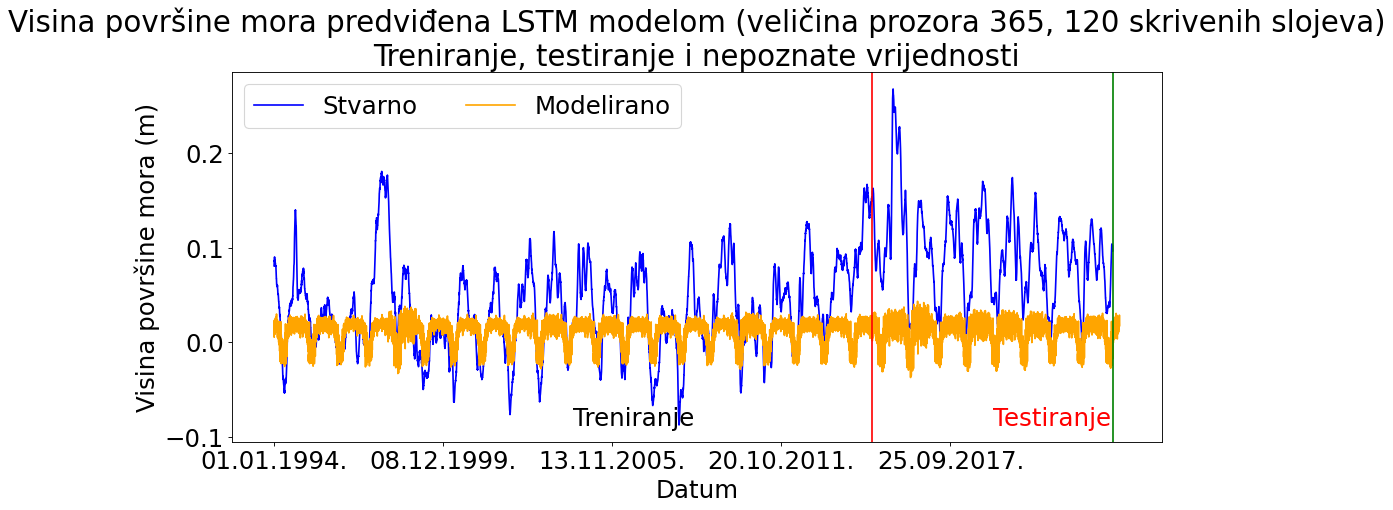 Visina površine mora predviđena LSTM modelom (veličina prozora 365, 120 skrivenih slojeva)
Treniranje, testiranje i nepoznate vrijednosti
Stvarno Modelirano
Visina površine mora (m)
0.2
0.1
0.0
−0.1
Treniranje Testiranje
01.01.1994. 08.12.1999. 13.11.2005. 20.10.2011. 25.09.2017.
Datum